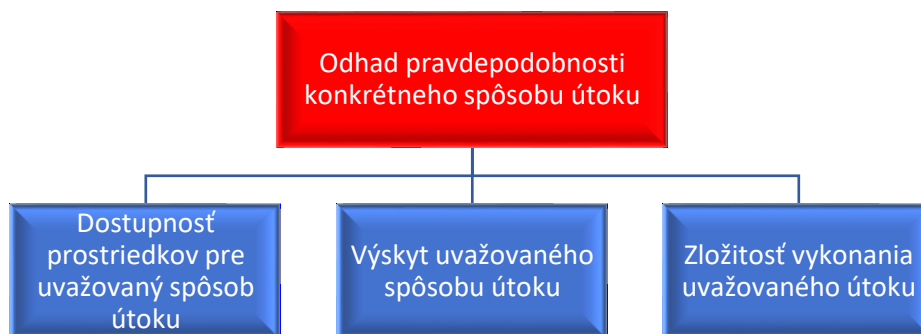 Odhad pravdepodobnosti
konkrétneho spôsobu útoku
Dostupnosť
prostriedkov pre
uvažovaný spôsob
útoku
Výskyt uvažovaného
spôsobu útoku
Zložitosť vykonania
uvažovaného útoku